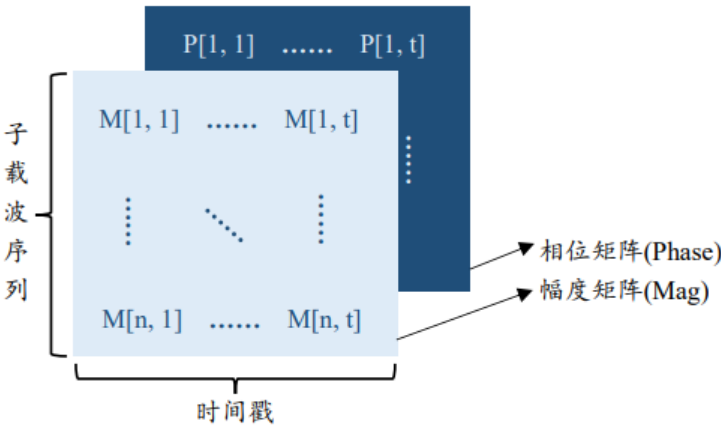 P[1, 1] ...... P[1, t]
M[1, 1] ...... M[1, t]
子载波序列
相位矩阵(Phase)
幅度矩阵(Mag)
M[n, 1] ...... M[n, t]
时间戳